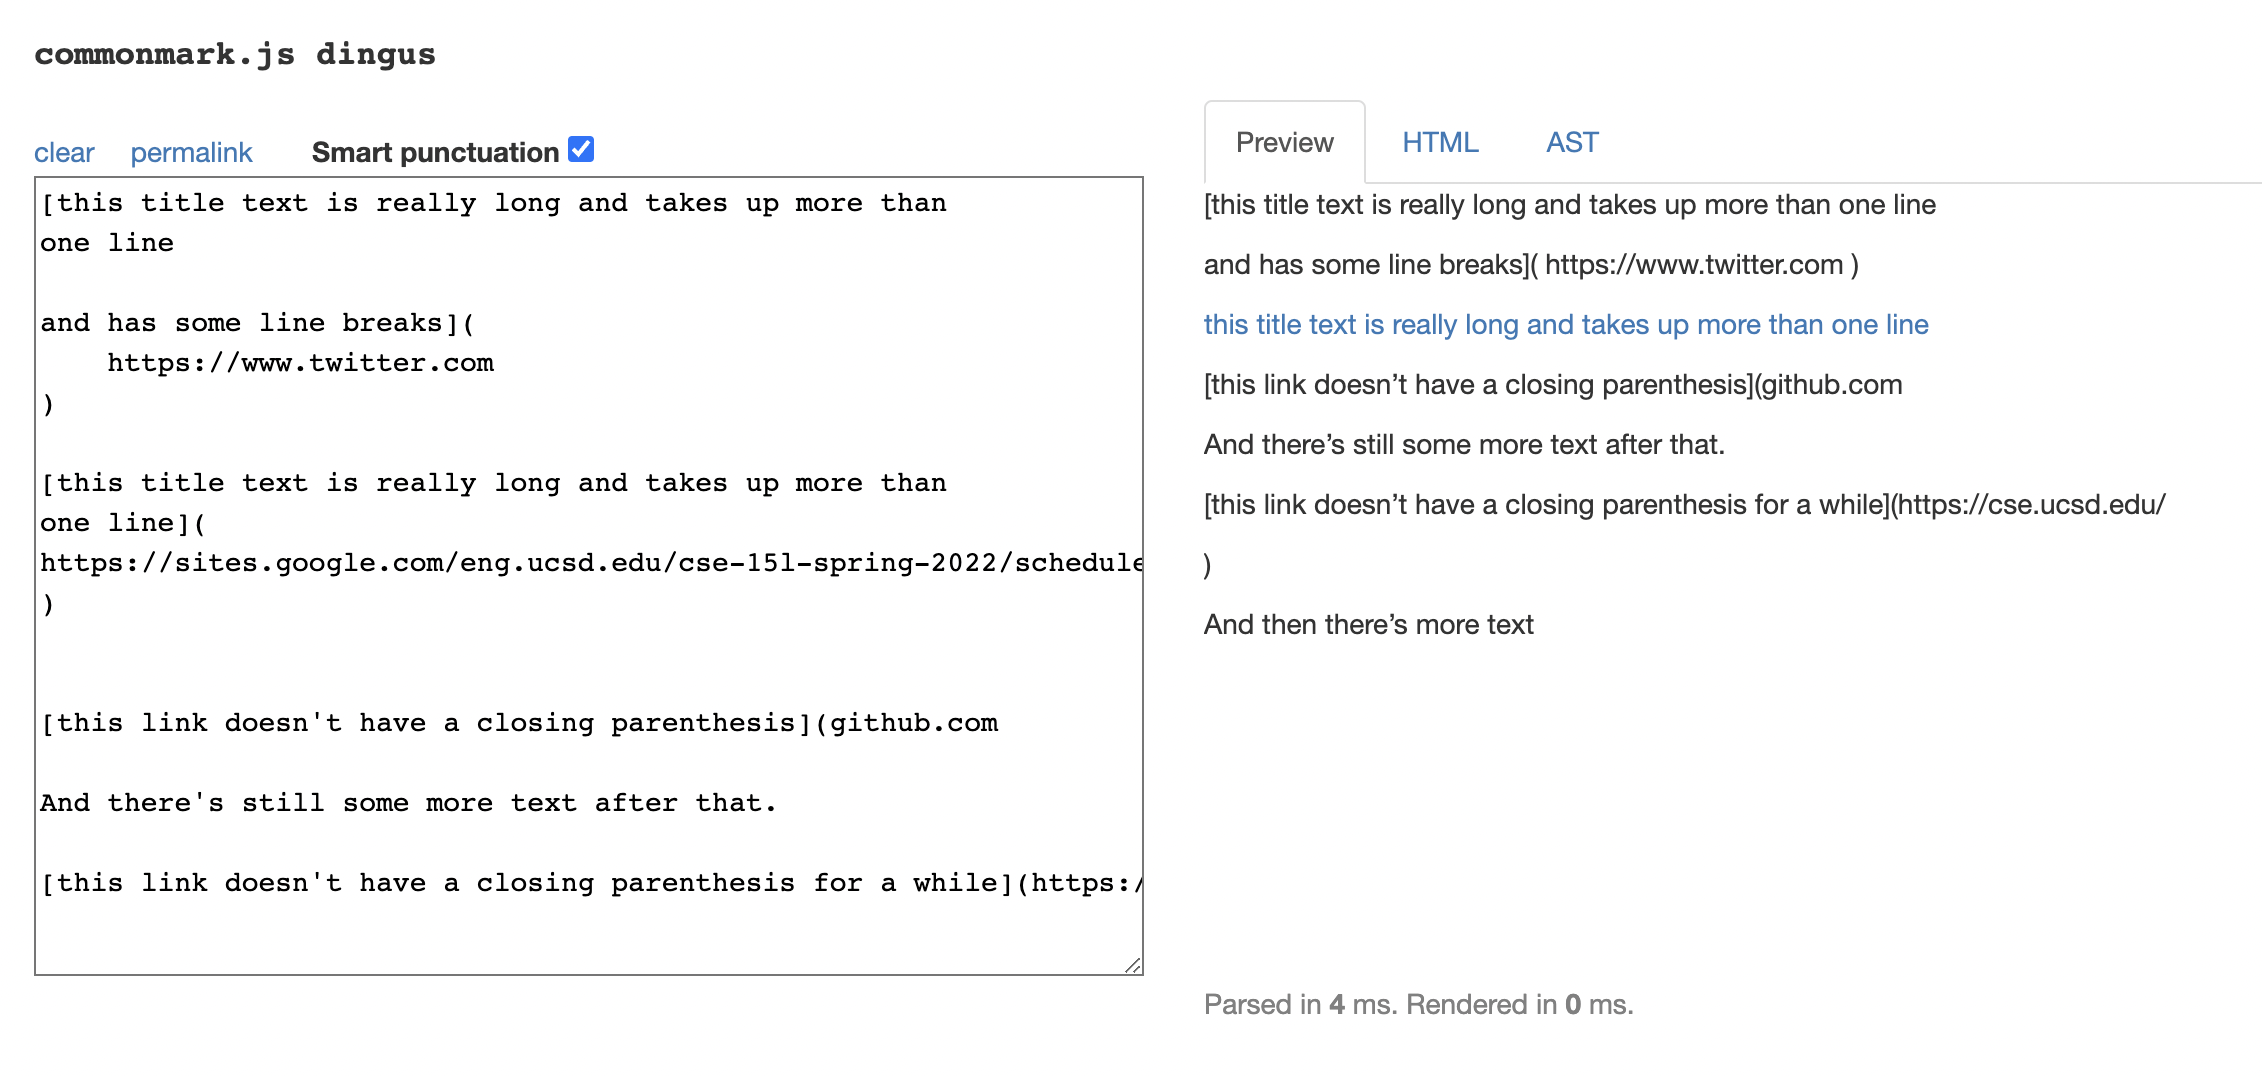 commonmark.js dingus
clear permalink Smart punctuation
[this title text is really long and takes up more than
one line
and has some line breaks](
https://www.twitter.com
)
[this title text is really long and takes up more than
one line](
https://sites.google.com/eng.ucsd.edu/cse-15l-spring-2022/schedule
)
[this link doesn't have a closing parenthesis](github.com
And there's still some more text after that.
[this link doesn't have a closing parenthesis for a while](https:/
Preview HTML AST
[this title text is really long and takes up more than one line
and has some line breaks]( https://www.twitter.com )
this title text is really long and takes up more than one line
[this link doesn’t have a closing parenthesis](github.com
And there’s still some more text after that.
[this link doesn’t have a closing parenthesis for a while](https://cse.ucsd.edu/
)
And then there’s more text
Parsed in 4 ms. Rendered in 0 ms.